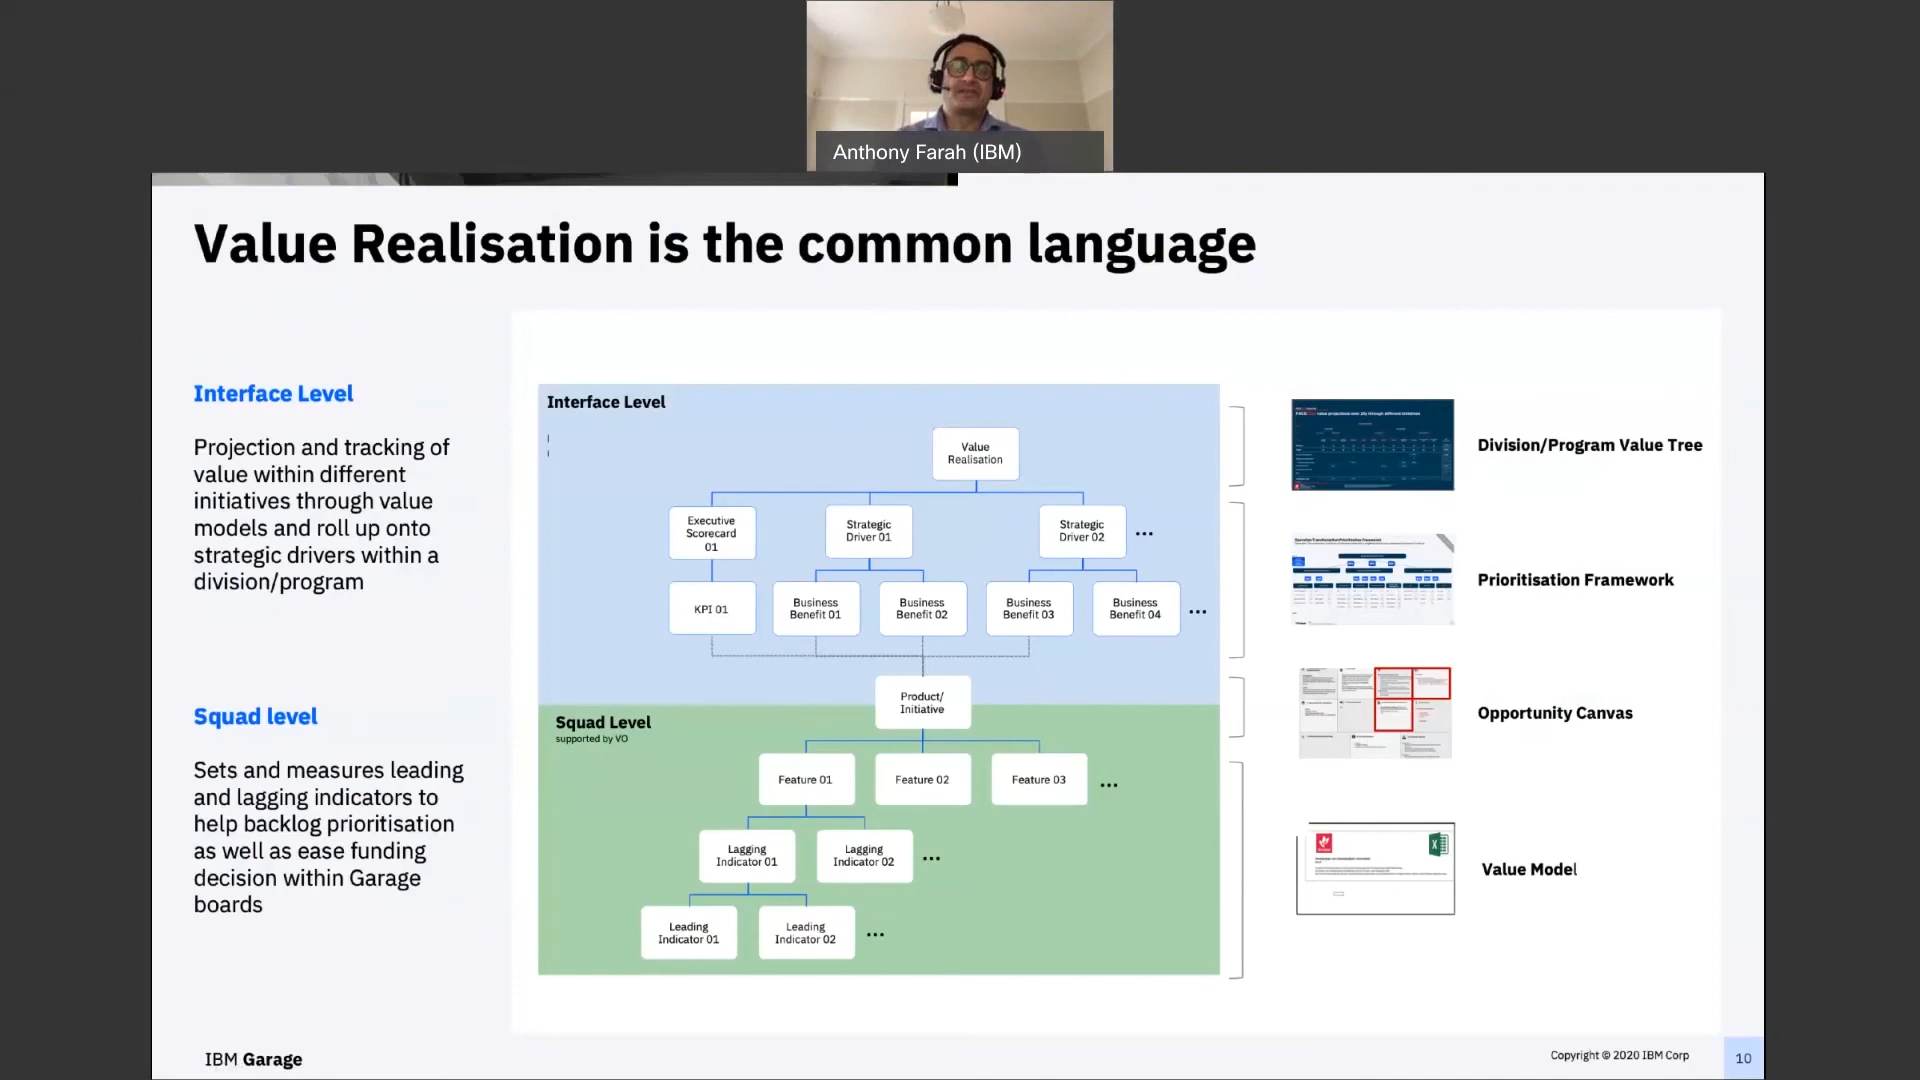 Anthony Farah (IBM)
Value Realisation is the common language
Interface Level
Projection and tracking of
value within different
initiatives through value
models and roll up onto
strategic drivers within a
division/program
Squad level
Sets and measures leading
and lagging indicators to
help backlog prioritisation
as well as ease funding
decision within Garage
boards
Interface Level
Value
Realisation
Executive
Scorecard
01
Strategic
Driver 01
Strategic
Driver 02
...
KPI 01
Business
Benefit 01
Business
Benefit 02
Business
Benefit 03
Business
Benefit 04
...
Product/
Initiative
Squad Level
supported by VO
Feature 01
Feature 02
Feature 03
...
Lagging
Indicator 01
Lagging
Indicator 02
...
Leading
Indicator 01
Leading
Indicator 02
...
Division/Program Value Tree
Prioritisation Framework
Opportunity Canvas
Value Model
IBM Garage
Copyright © 2020 IBM Corp
10